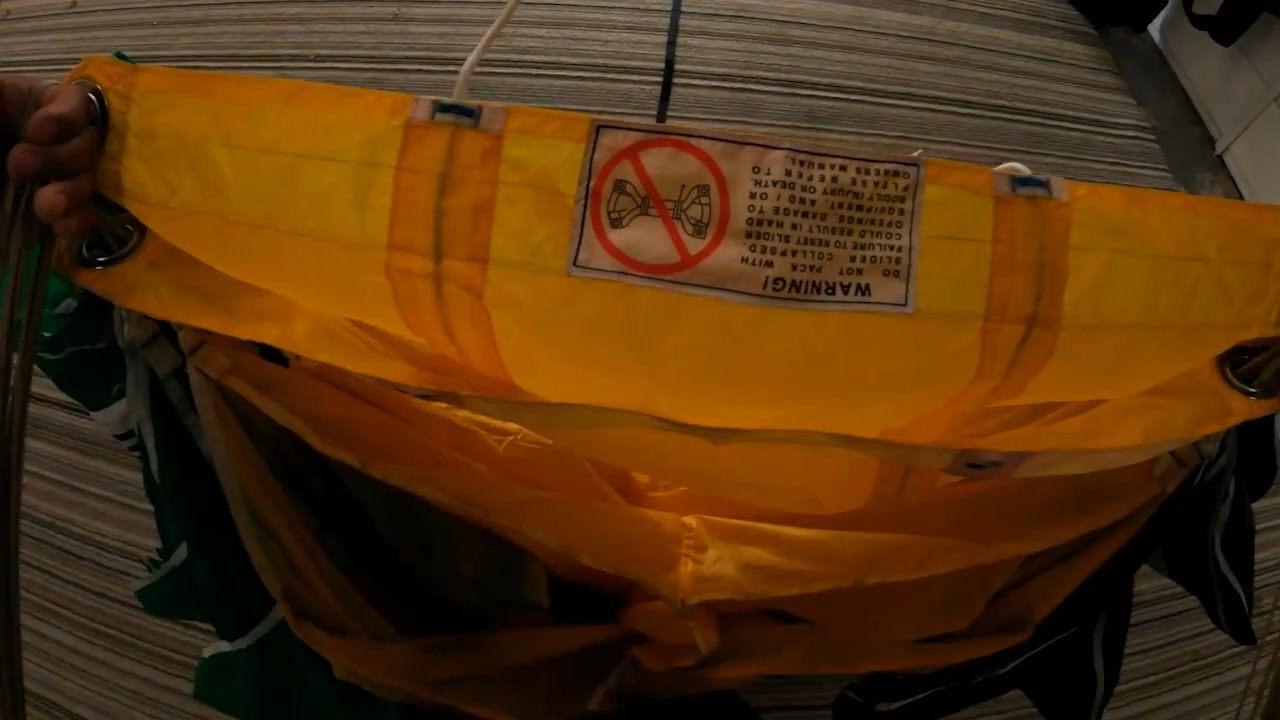 WARNING!
DO NOT PACK WITH
SLIDER COLLAPSED.
FAILURE TO RESET SLIDER
COULD RESULT IN HARD
OPENINGS, DAMAGE TO
EQUIPMENT, AND / OR
BODILY INJURY OR DEATH.
PLEASE REFER TO
OWNERS MANUAL.